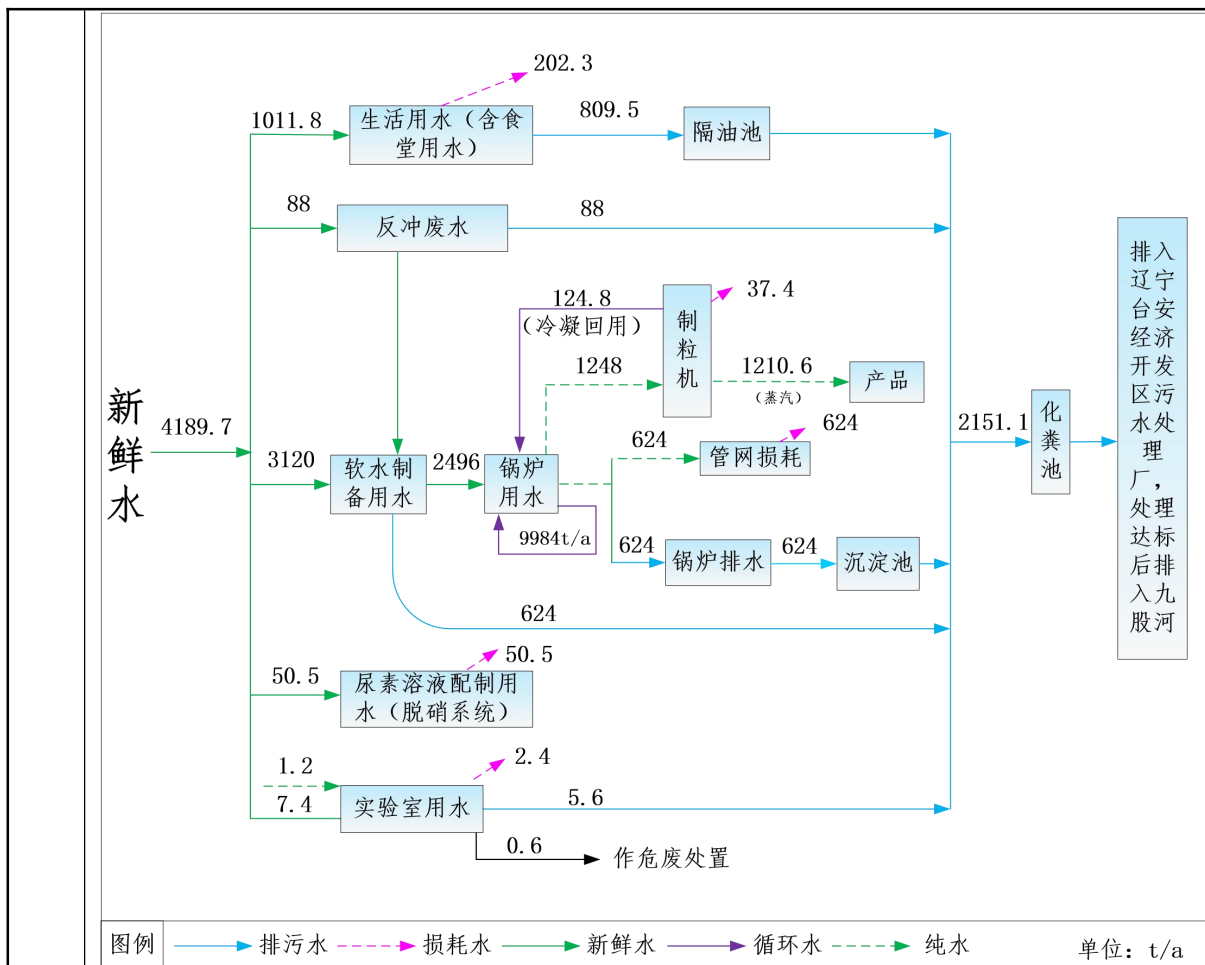 202.3
1011.8
生活用水（含食
堂用水）
809.5
隔油池
88
反冲废水
88
124.8
(冷凝回用)
制粒机
37.4
1248
1210.6
(蒸汽)
产品
新鲜水
4189.7
3120
软水制
备用水
2496
锅炉
用水
9984t/a
624
管网损耗
624
624
锅炉排水
624
沉淀池
624
2151.1
化粪池
排入
辽宁
台安
经济
开发
区污
水处
理
厂，
处理
达标
后排
入九
股河
50.5
尿素溶液配制用
水（脱硝系统）
50.5
1.2
7.4
实验室用水
2.4
5.6
0.6
作危废处置
图例 排污水 损耗水 新鲜水 循环水 纯水 单位：t/a